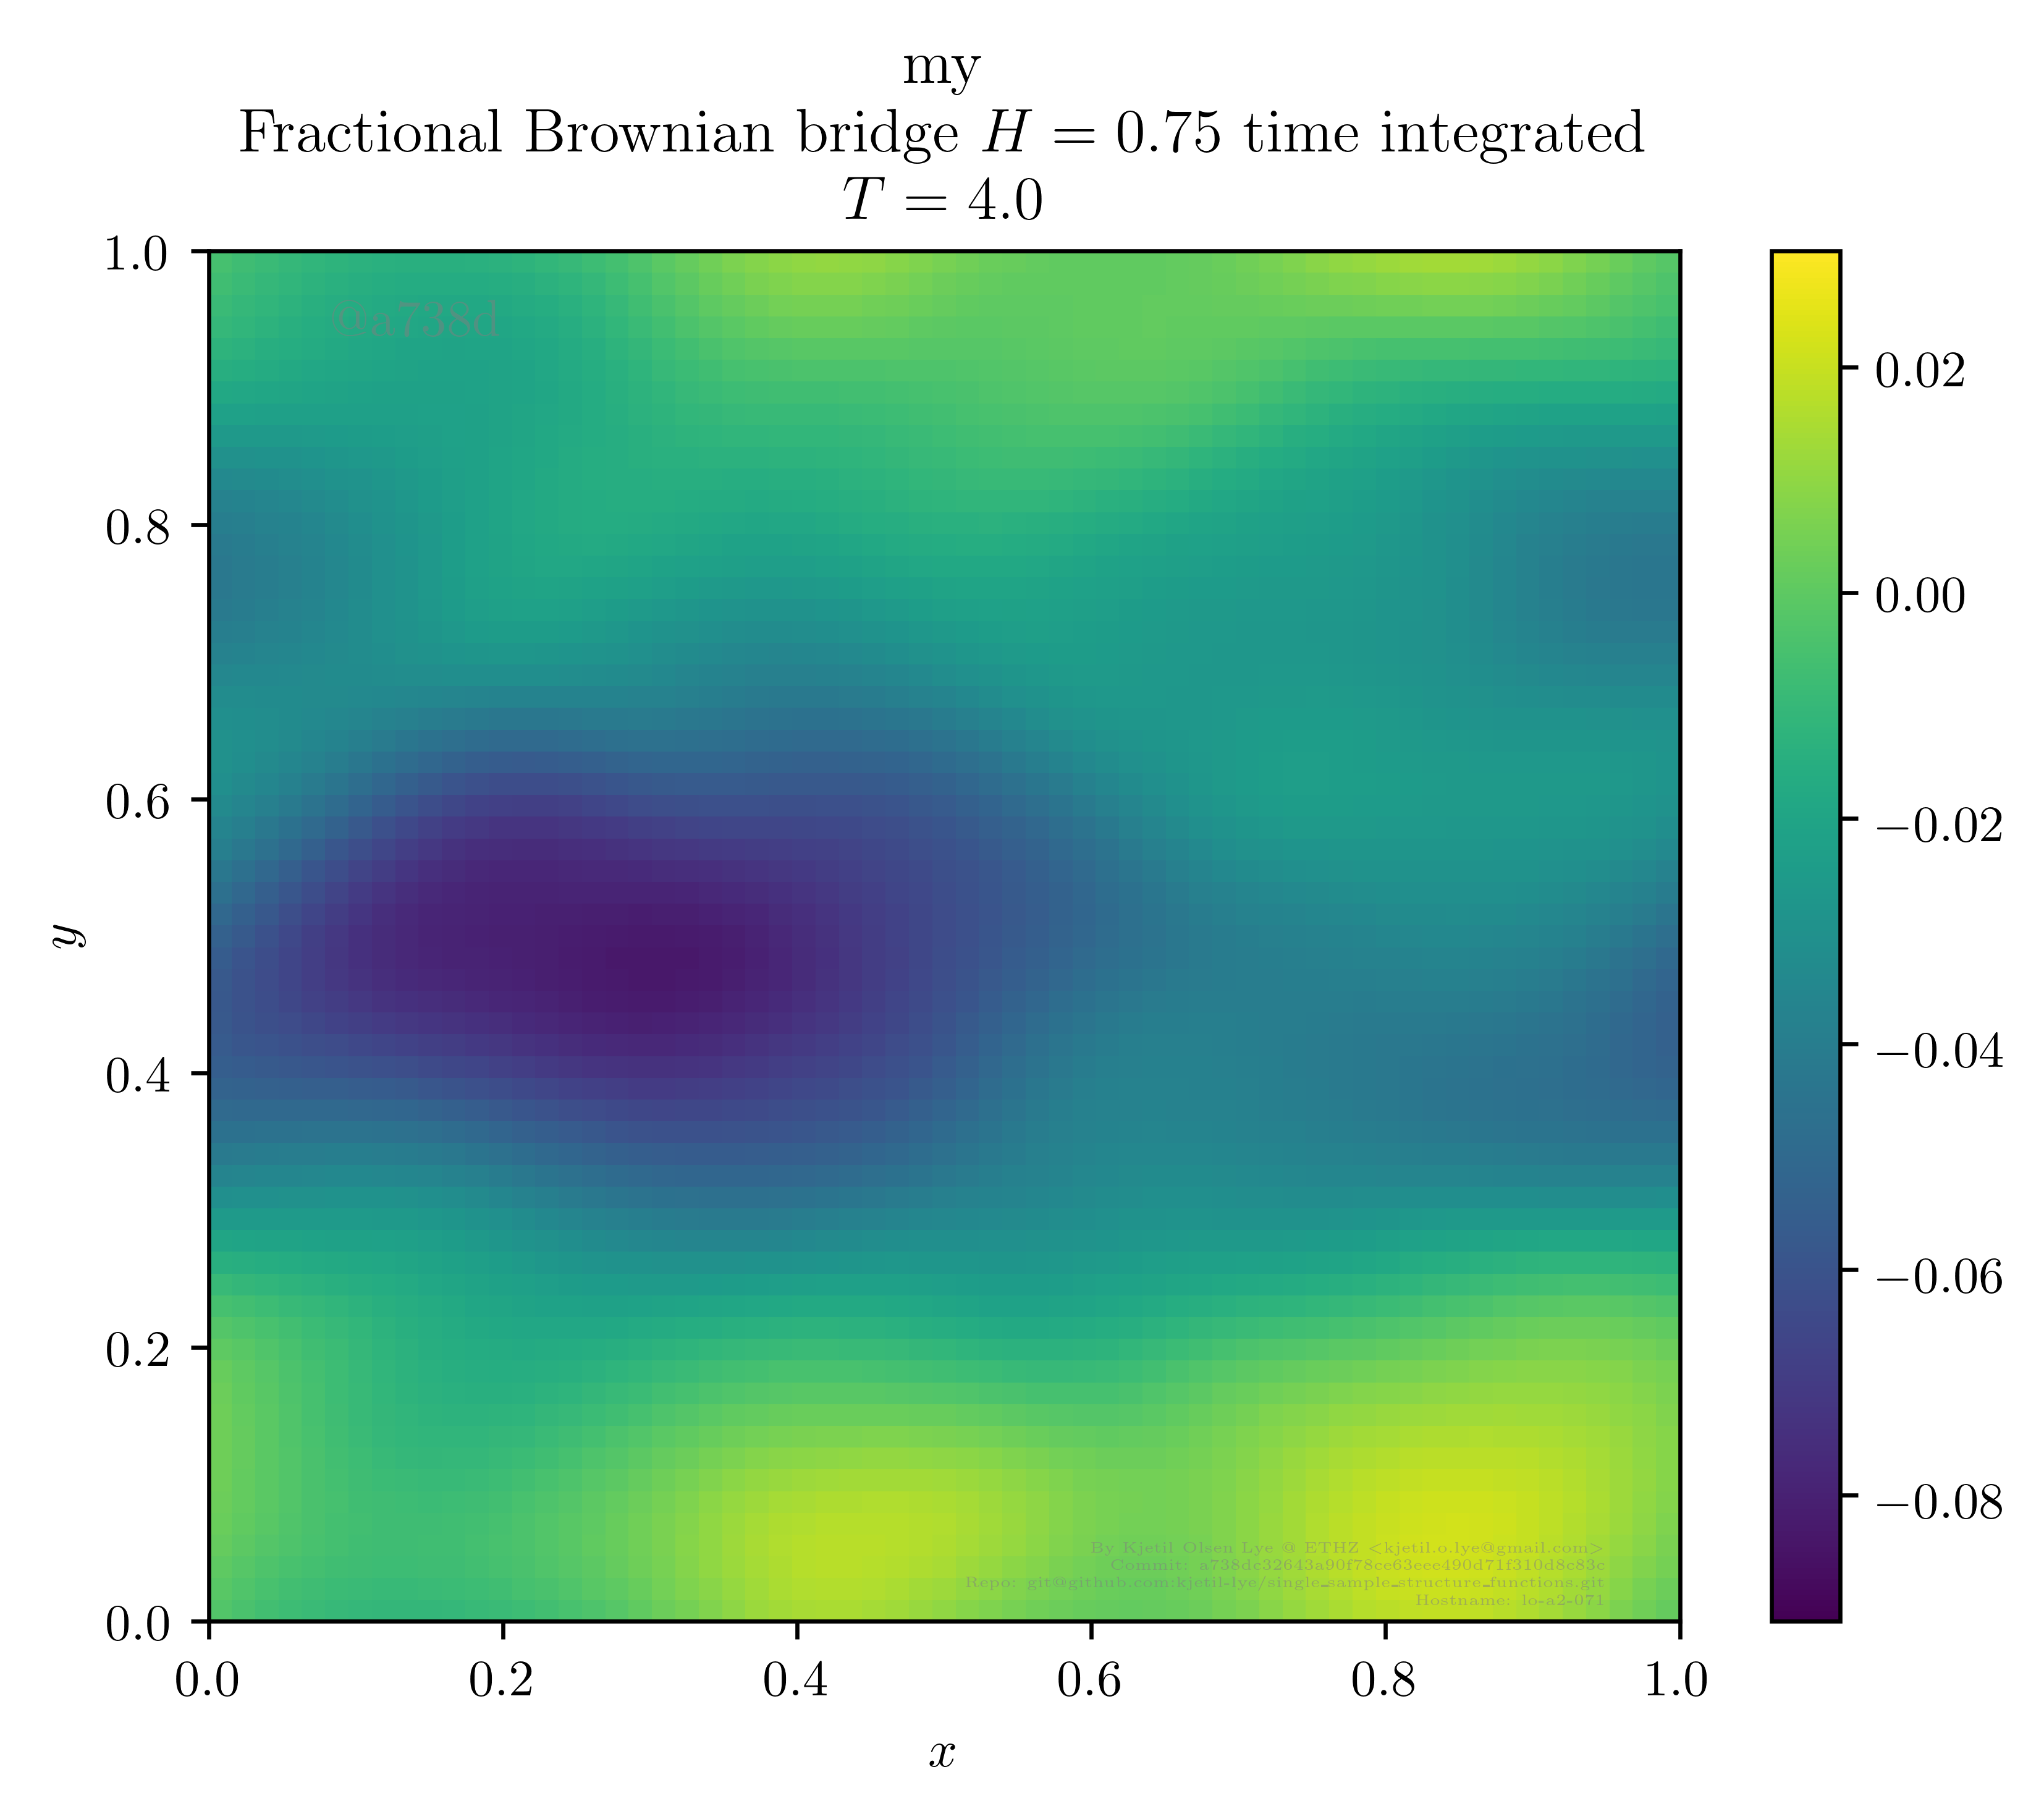 my
Fractional Brownian bridge H = 0.75 time integrated
T = 4.0
1.0
0.8
0.6
0.4
0.2
0.0
y
@a738d
0.0 0.2 0.4 0.6 0.8 1.0
x
0.02
0.00
−0.02
−0.04
−0.06
−0.08
By Kjetil Olsen Lye @ ETHZ <kjetil.o.lye@gmail.com>
Commit: a738dc32643a90f78ce63eee490d71f310d8c83c
Repo: git@github.com:kjetil-lye/single_sample_structure_functions.git
Hostname: lo-a2-071